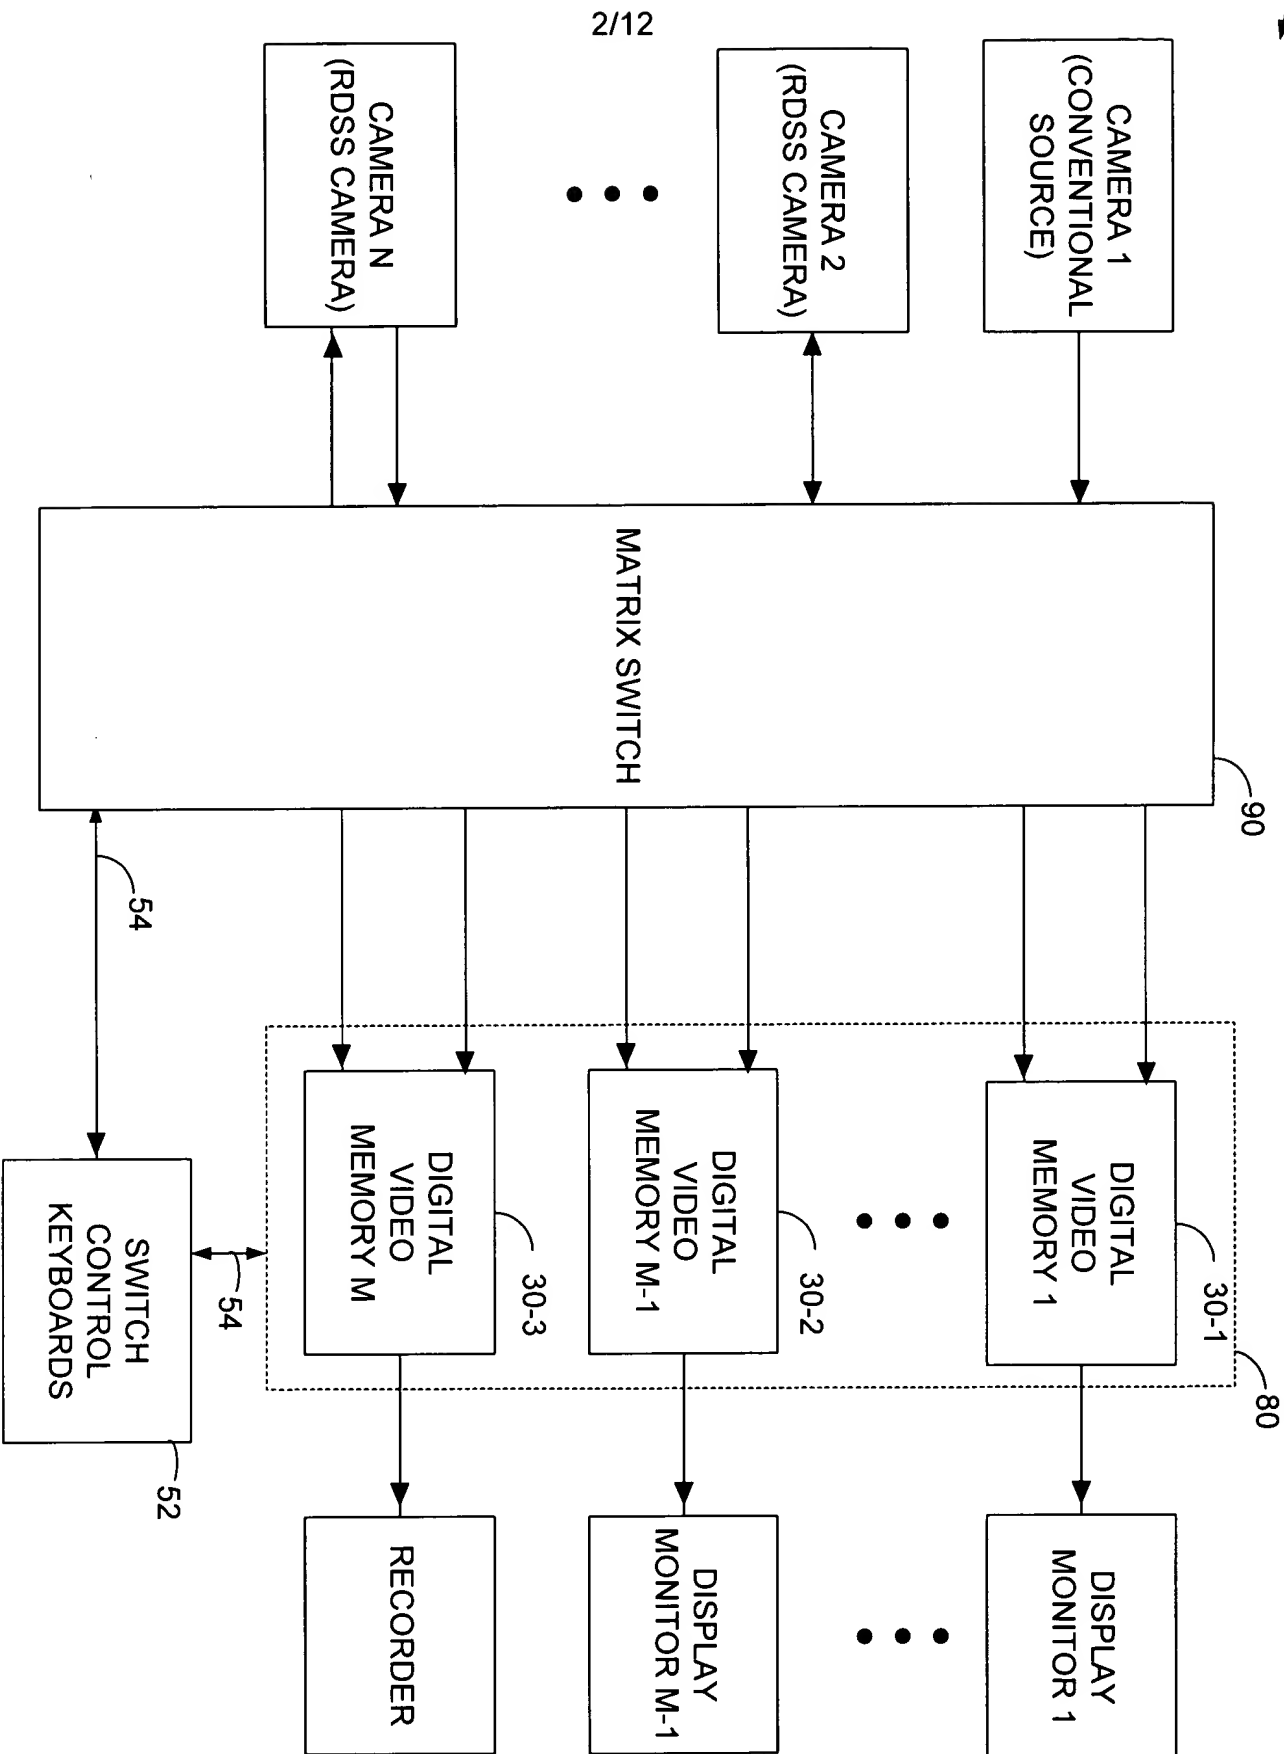 2/12
CAMERA 1
(CONVENTIONAL
SOURCE)
CAMERA 2
(RDSS CAMERA)
CAMERA N
(RDSS CAMERA)
MATRIX SWITCH
90
54
DIGITAL
VIDEO
MEMORY 1
30-1
DIGITAL
VIDEO
MEMORY M-1
30-2
DIGITAL
VIDEO
MEMORY M
30-3
80
54
SWITCH
CONTROL
KEYBOARDS
52
DISPLAY
MONITOR 1
DISPLAY
MONITOR M-1
RECORDER